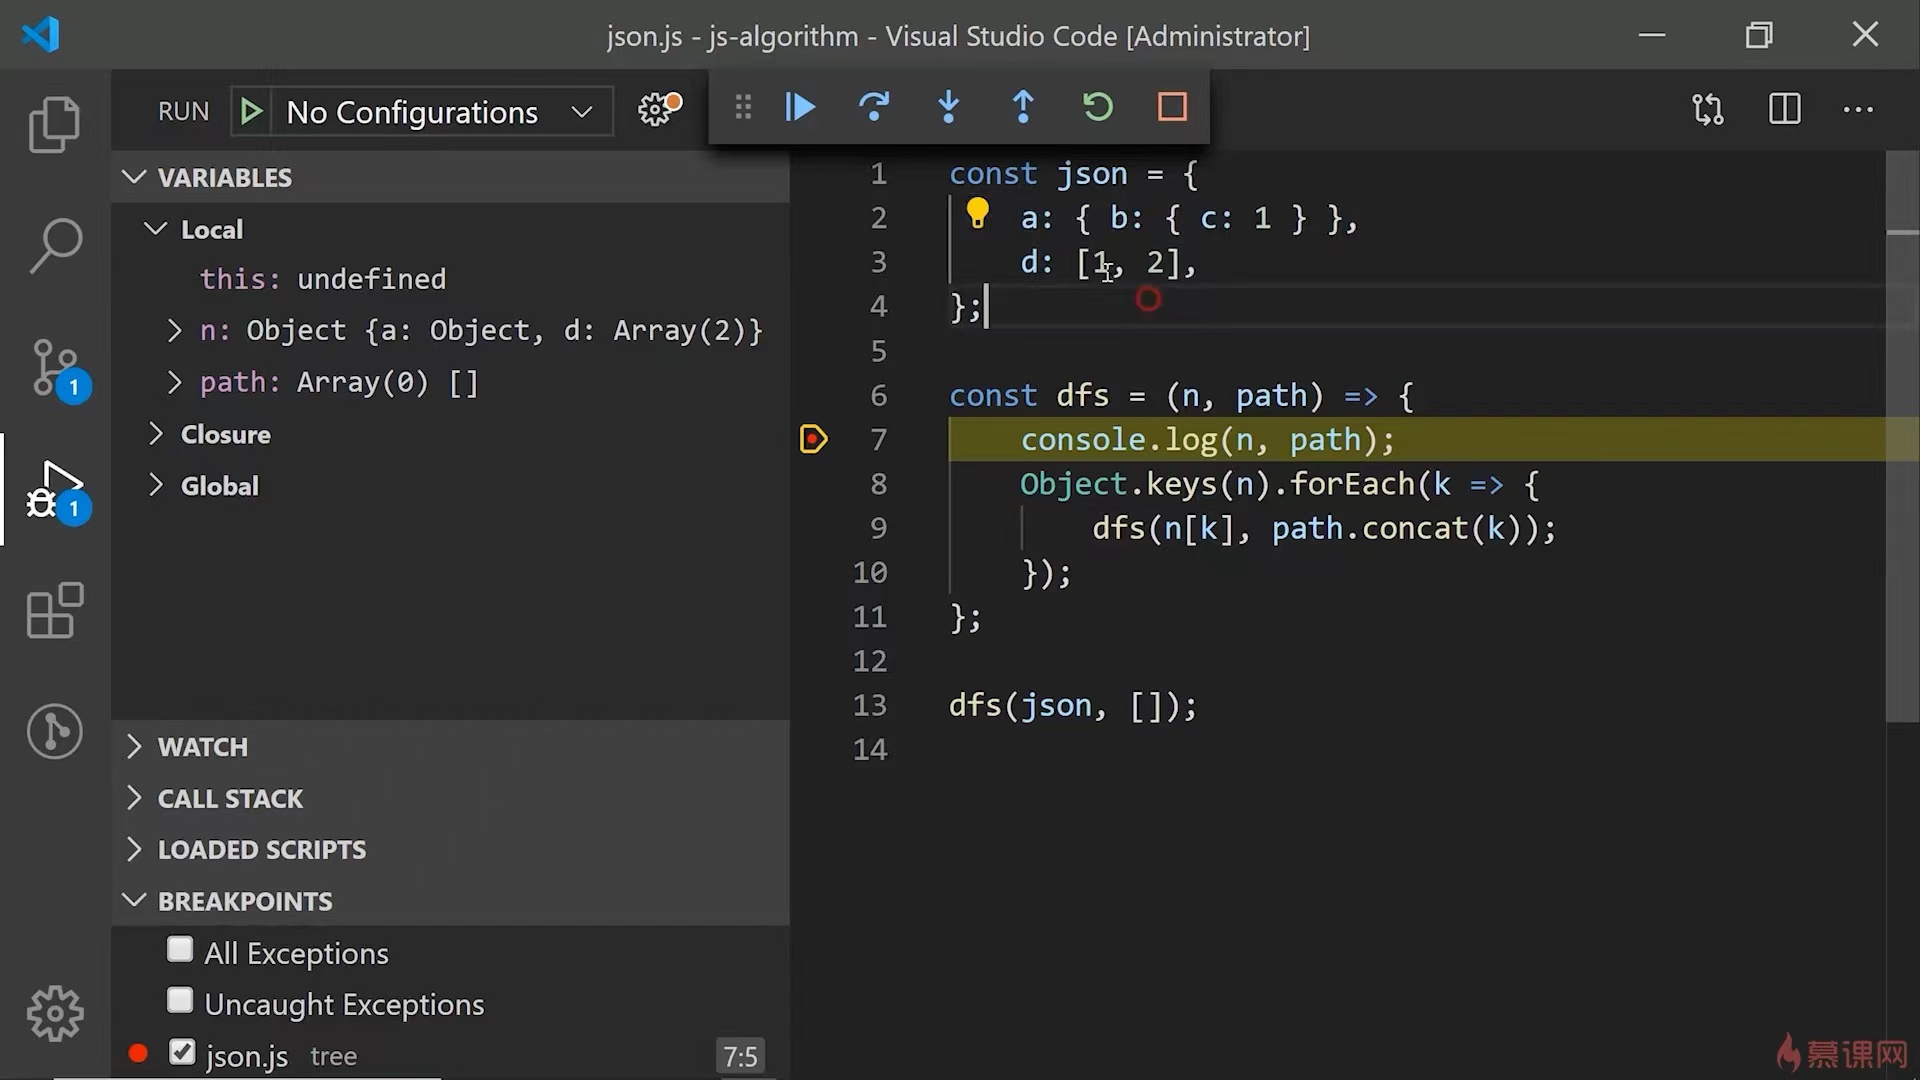 json.js - js-algorithm - Visual Studio Code [Administrator]
RUN
No Configurations
VARIABLES
Local
this: undefined
n: Object {a: Object, d: Array(2)}
path: Array(0) []
Closure
Global
1
1
WATCH
CALL STACK
LOADED SCRIPTS
BREAKPOINTS
All Exceptions
Uncaught Exceptions
json.js tree 7:5
1 const json = {
2 a: { b: { c: 1 } },
3 d: [1, 2],
4 };
5
6 const dfs = (n, path) => {
7 console.log(n, path);
8 Object.keys(n).forEach(k => {
9 dfs(n[k], path.concat(k));
10 });
11 };
12
13 dfs(json, []);
14
慕课网